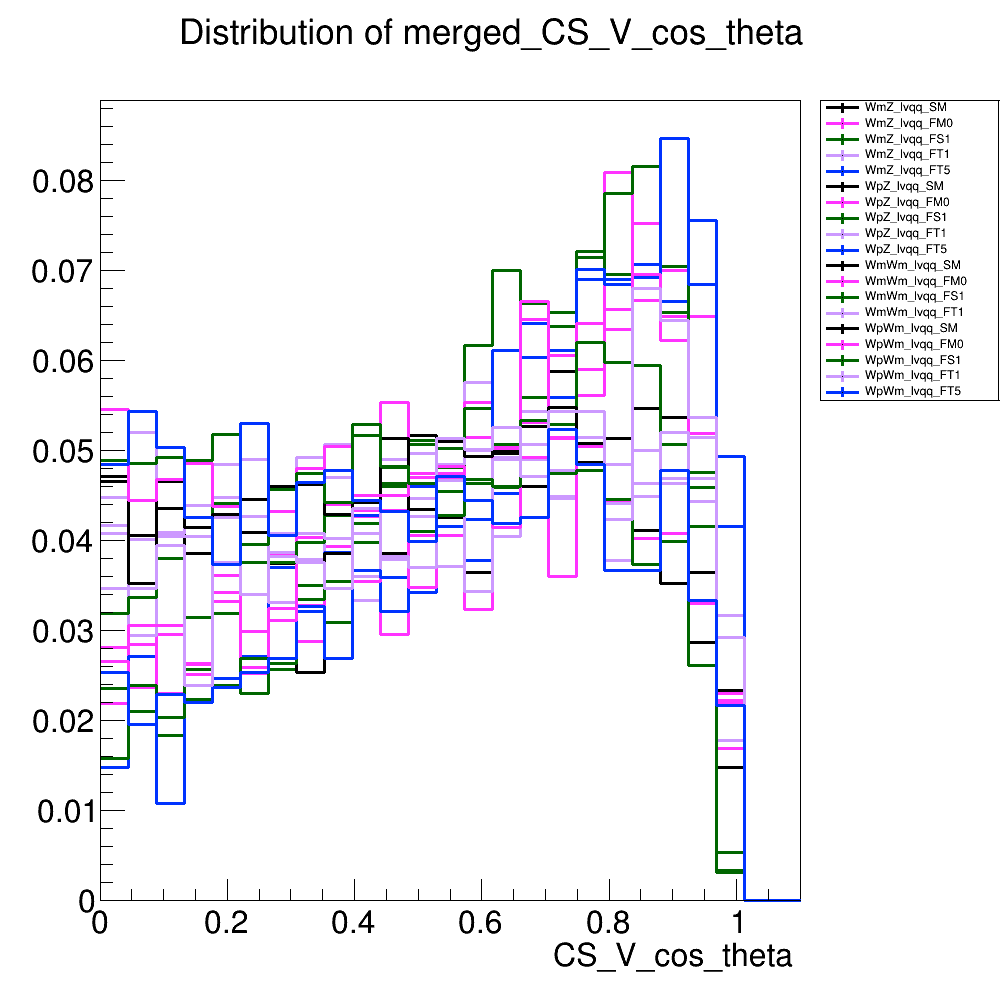 Distribution of merged_CS_V_cos_theta
WmZ_lvqq_SM
WmZ_lvqq_FM0
WmZ_lvqq_FS1
WmZ_lvqq_FT1
WmZ_lvqq_FT5
WpZ_lvqq_SM
WpZ_lvqq_FM0
WpZ_lvqq_FS1
WpZ_lvqq_FT1
WpZ_lvqq_FT5
WmWm_lvqq_SM
WmWm_lvqq_FM0
WmWm_lvqq_FS1
WmWm_lvqq_FT1
WpWm_lvqq_SM
WpWm_lvqq_FM0
WpWm_lvqq_FS1
WpWm_lvqq_FT1
WpWm_lvqq_FT5
0.08
0.07
0.06
0.05
0.04
0.03
0.02
0.01
0
0 0.2 0.4 0.6 0.8 1
CS_V_cos_theta